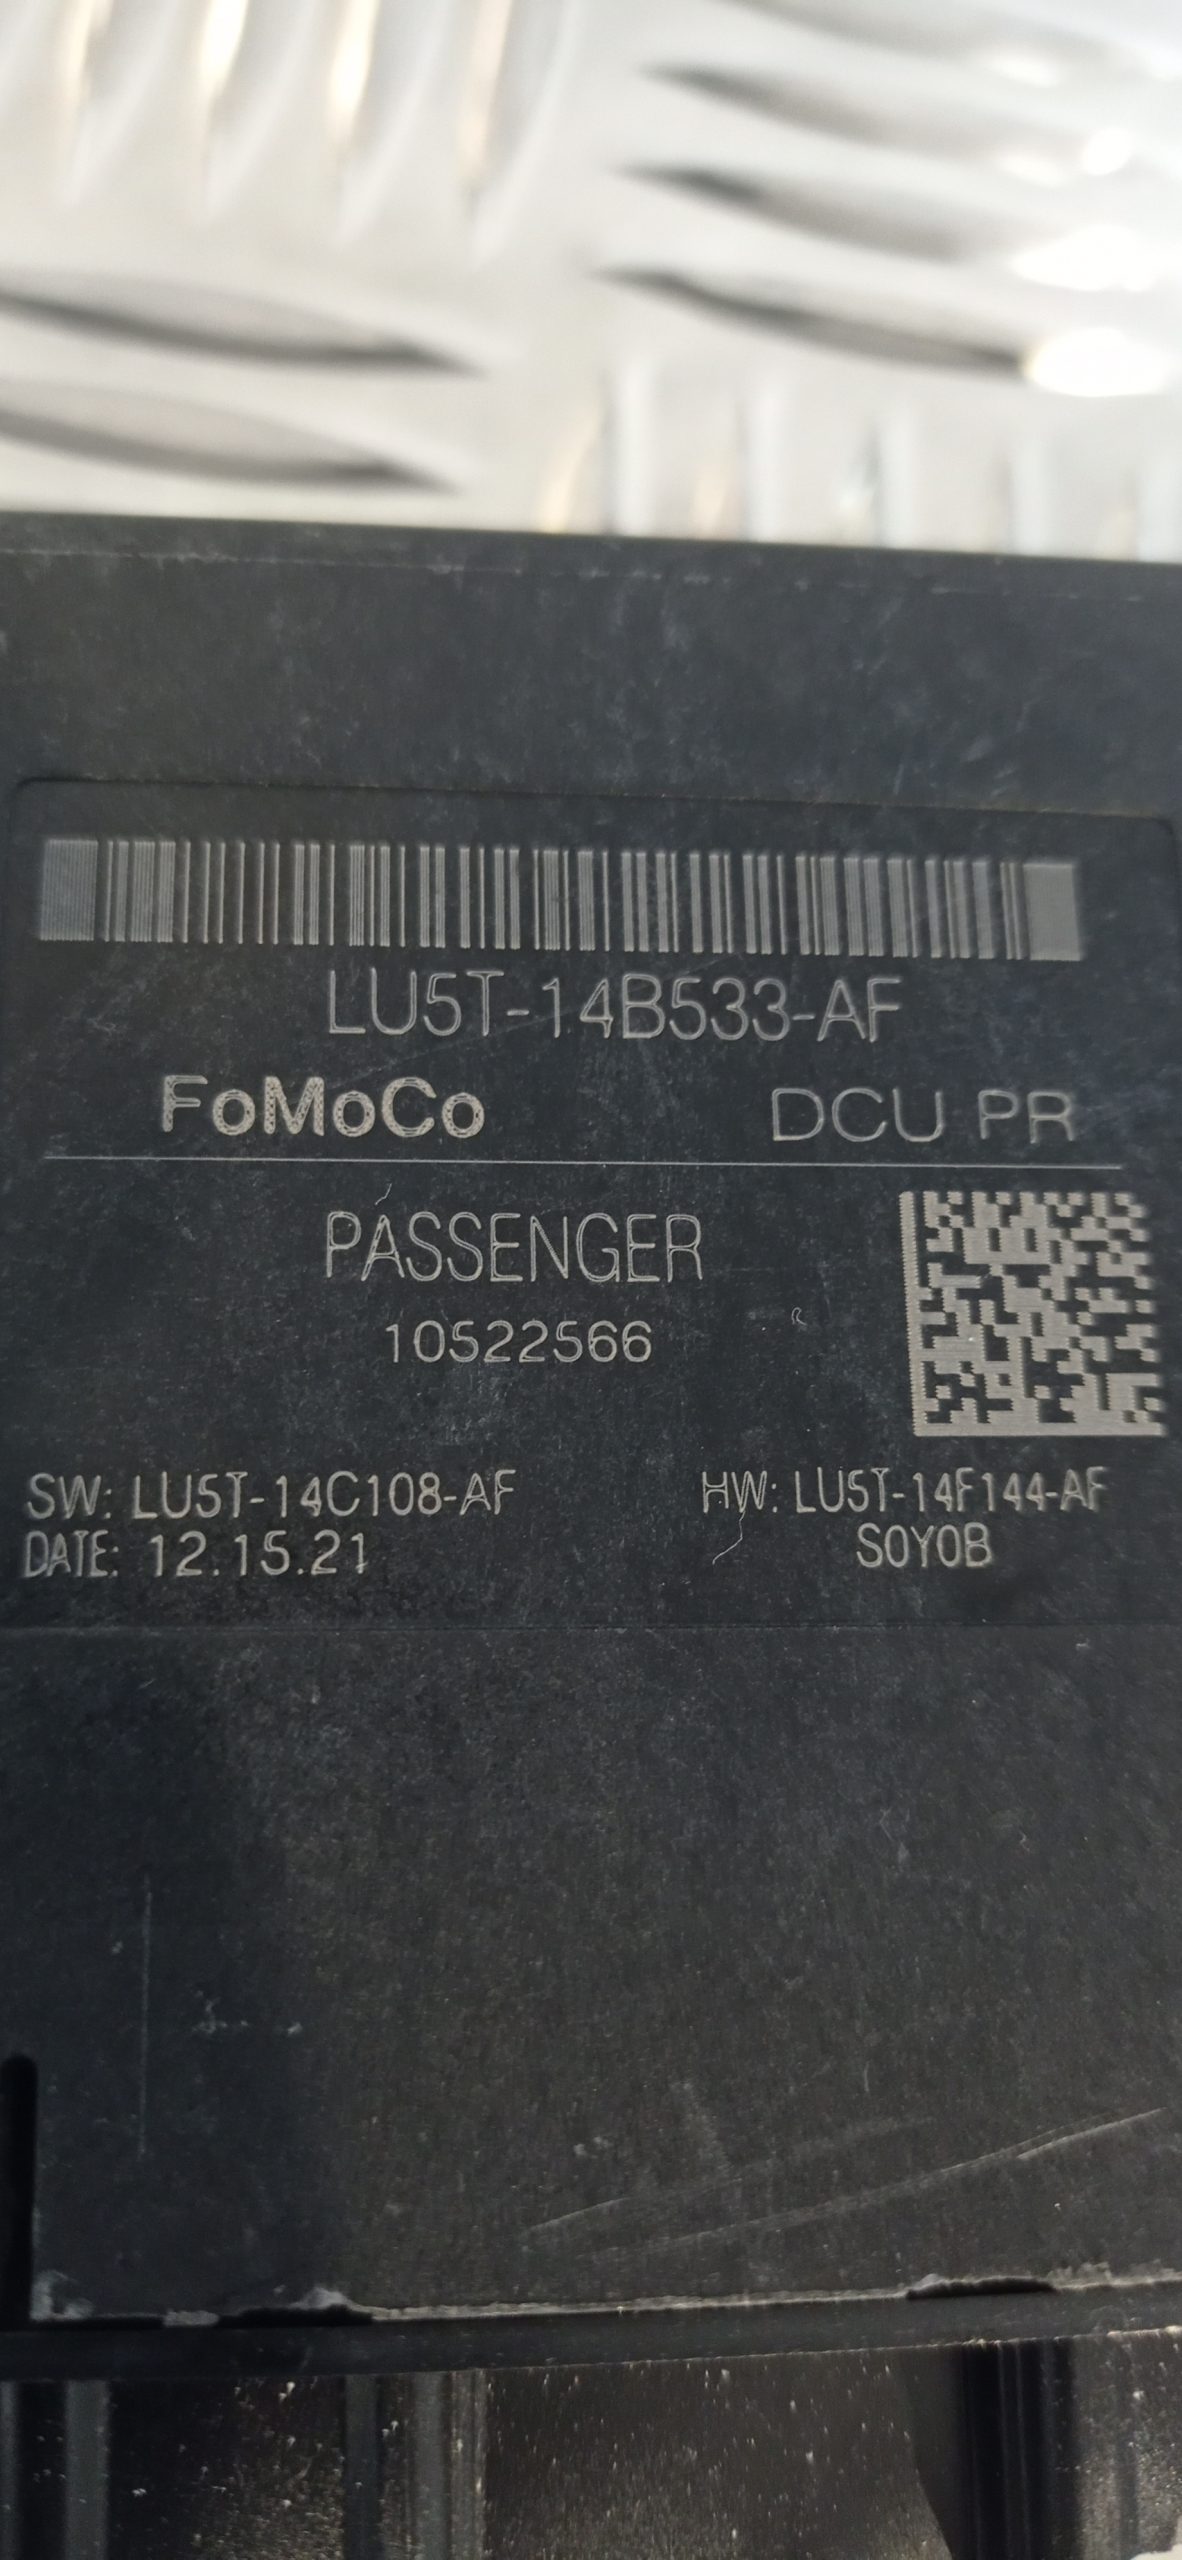 LU5T-14B533-AF
FoMoCo DCU PR
PASSENGER
10522566
SW: LU5T-14C108-AF HW: LU5T-14F144-AF
DATE: 12.15.21 S0Y0B